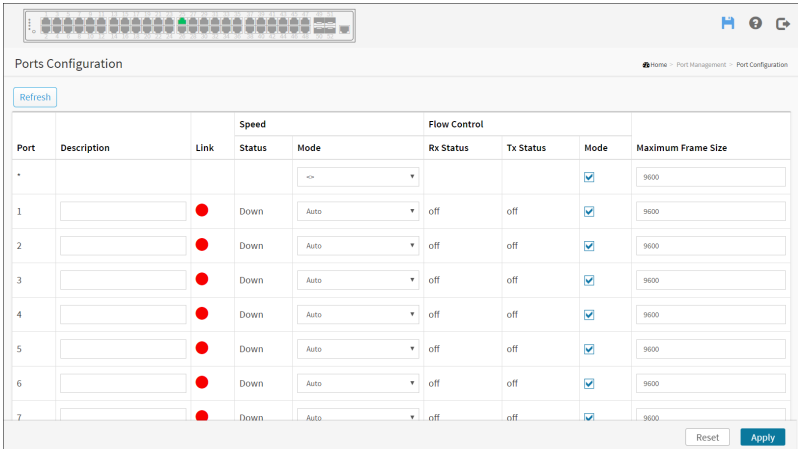 Ports Configuration
Home > Port Management > Port Configuration
Refresh
Speed Flow Control
Port Description Link Status Mode Rx Status Tx Status Mode Maximum Frame Size
* <> 9600
1 Down Auto off off 9600
2 Down Auto off off 9600
3 Down Auto off off 9600
4 Down Auto off off 9600
5 Down Auto off off 9600
6 Down Auto off off 9600
7 Down Auto off off 9600
Reset Apply